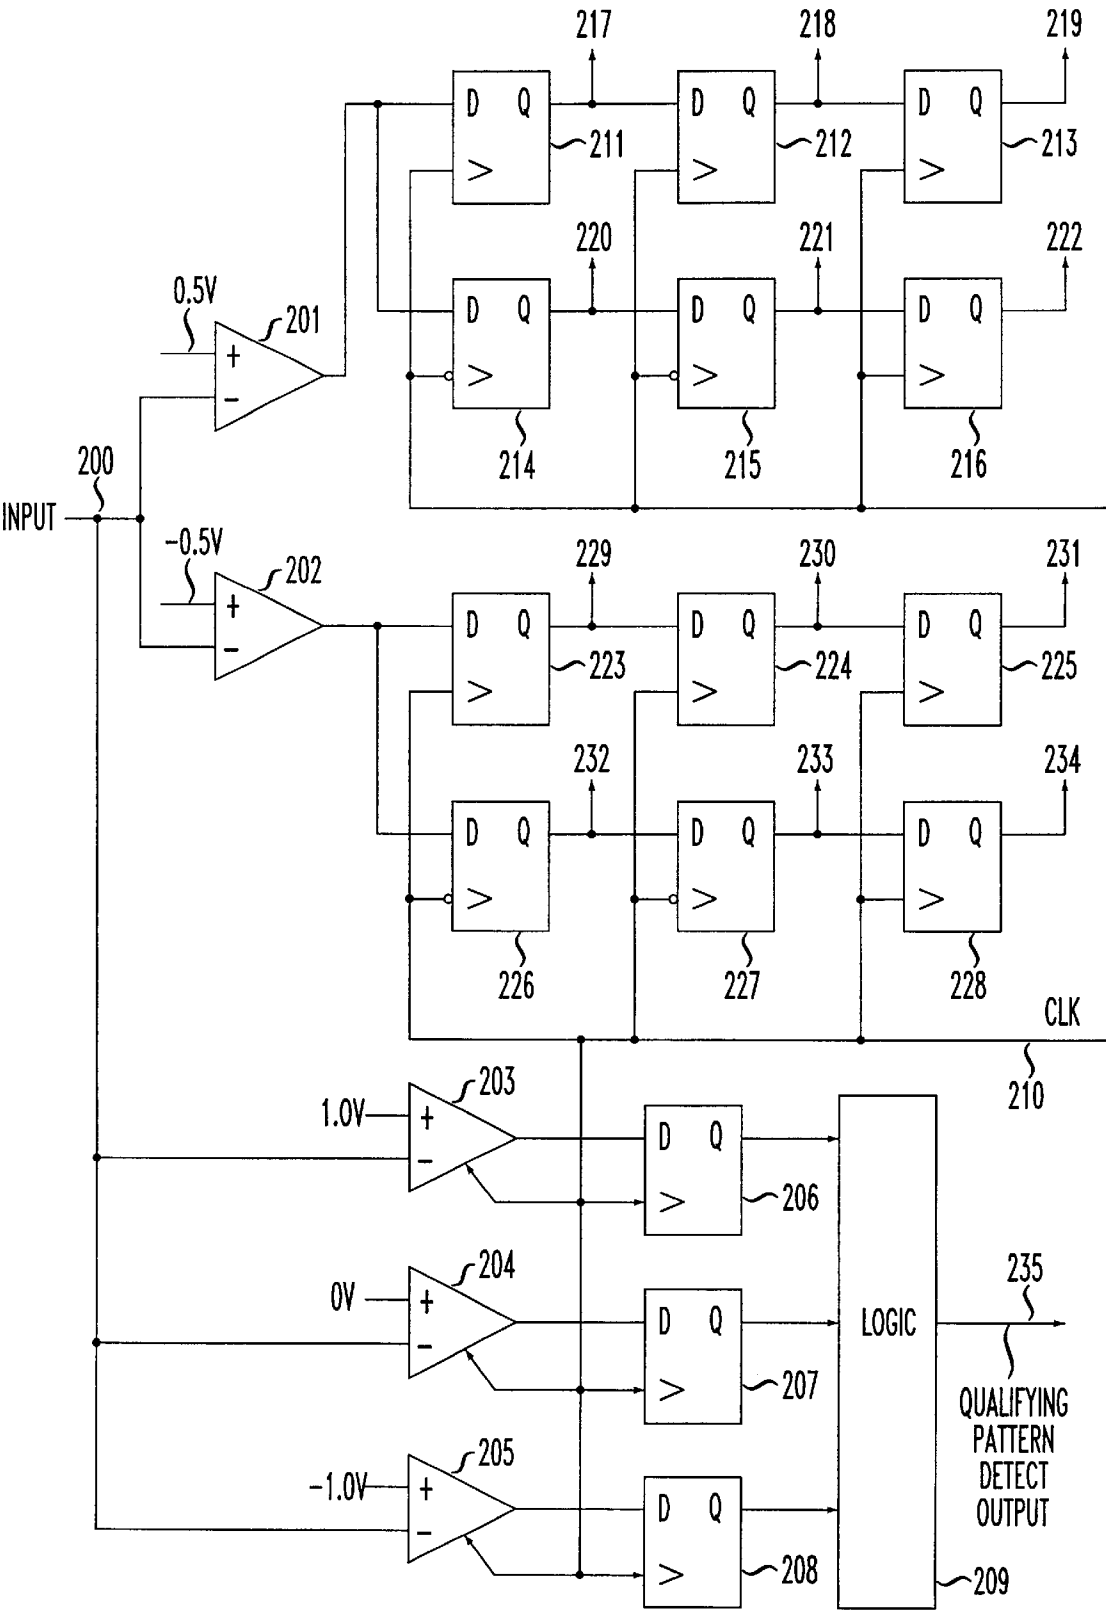 217 218 219
D Q D Q D Q
211 212 213
> > >
220 221 222
0.5V
D Q D Q D Q
201
+
> > >
−
214 215 216
200
INPUT
-0.5V
229 230 231
202
+
D Q D Q D Q
−
223 224 225
> > >
232 233 234
D Q D Q D Q
> > >
226 227 228
CLK
210
203
1.0V
+
D Q
−
206
>
204
235
0V
+
D Q
LOGIC
−
207
>
QUALIFYING
PATTERN
DETECT
OUTPUT
205
-1.0V
+
D Q
−
208
>
209